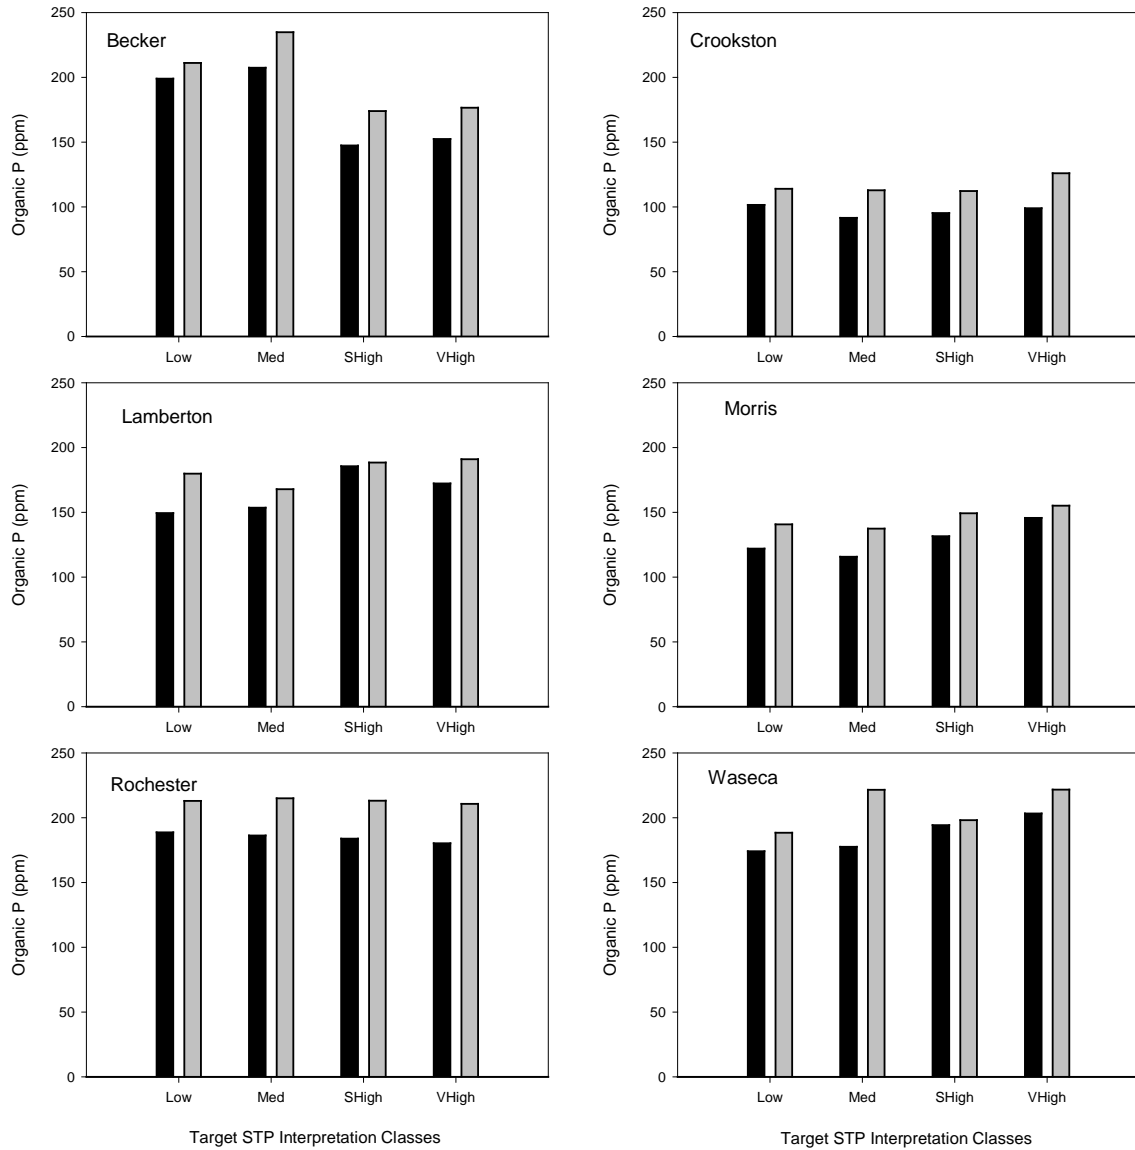 Becker
Organic P (ppm)
250
200
150
100
50
0
Low Med SHigh VHigh
Crookston
Organic P (ppm)
250
200
150
100
50
0
Low Med SHigh VHigh
Lamberton
Organic P (ppm)
250
200
150
100
50
0
Low Med SHigh VHigh
Morris
Organic P (ppm)
250
200
150
100
50
0
Low Med SHigh VHigh
Rochester
Organic P (ppm)
250
200
150
100
50
0
Low Med SHigh VHigh
Target STP Interpretation Classes
Waseca
Organic P (ppm)
250
200
150
100
50
0
Low Med SHigh VHigh
Target STP Interpretation Classes